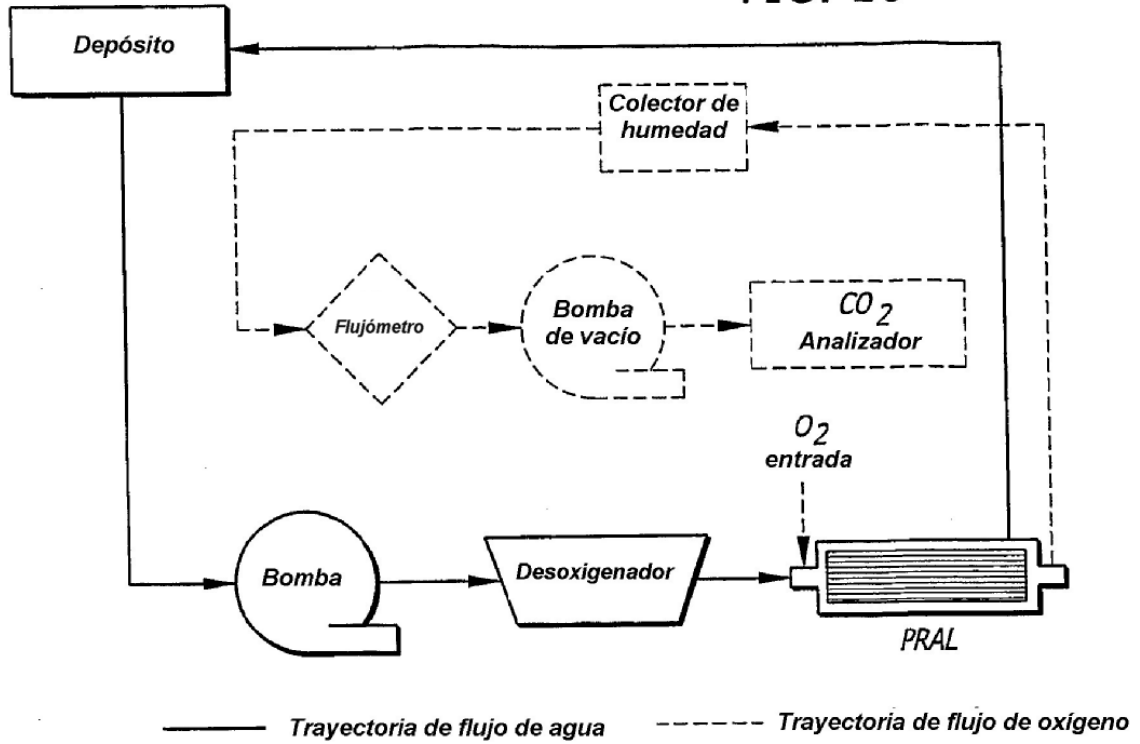 Depósito
Colector de
humedad
Flujómetro
Bomba
de vacío
CO2
Analizador
O2
entrada
Bomba
Desoxigenador
PRAL
Trayectoria de flujo de agua
Trayectoria de flujo de oxígeno